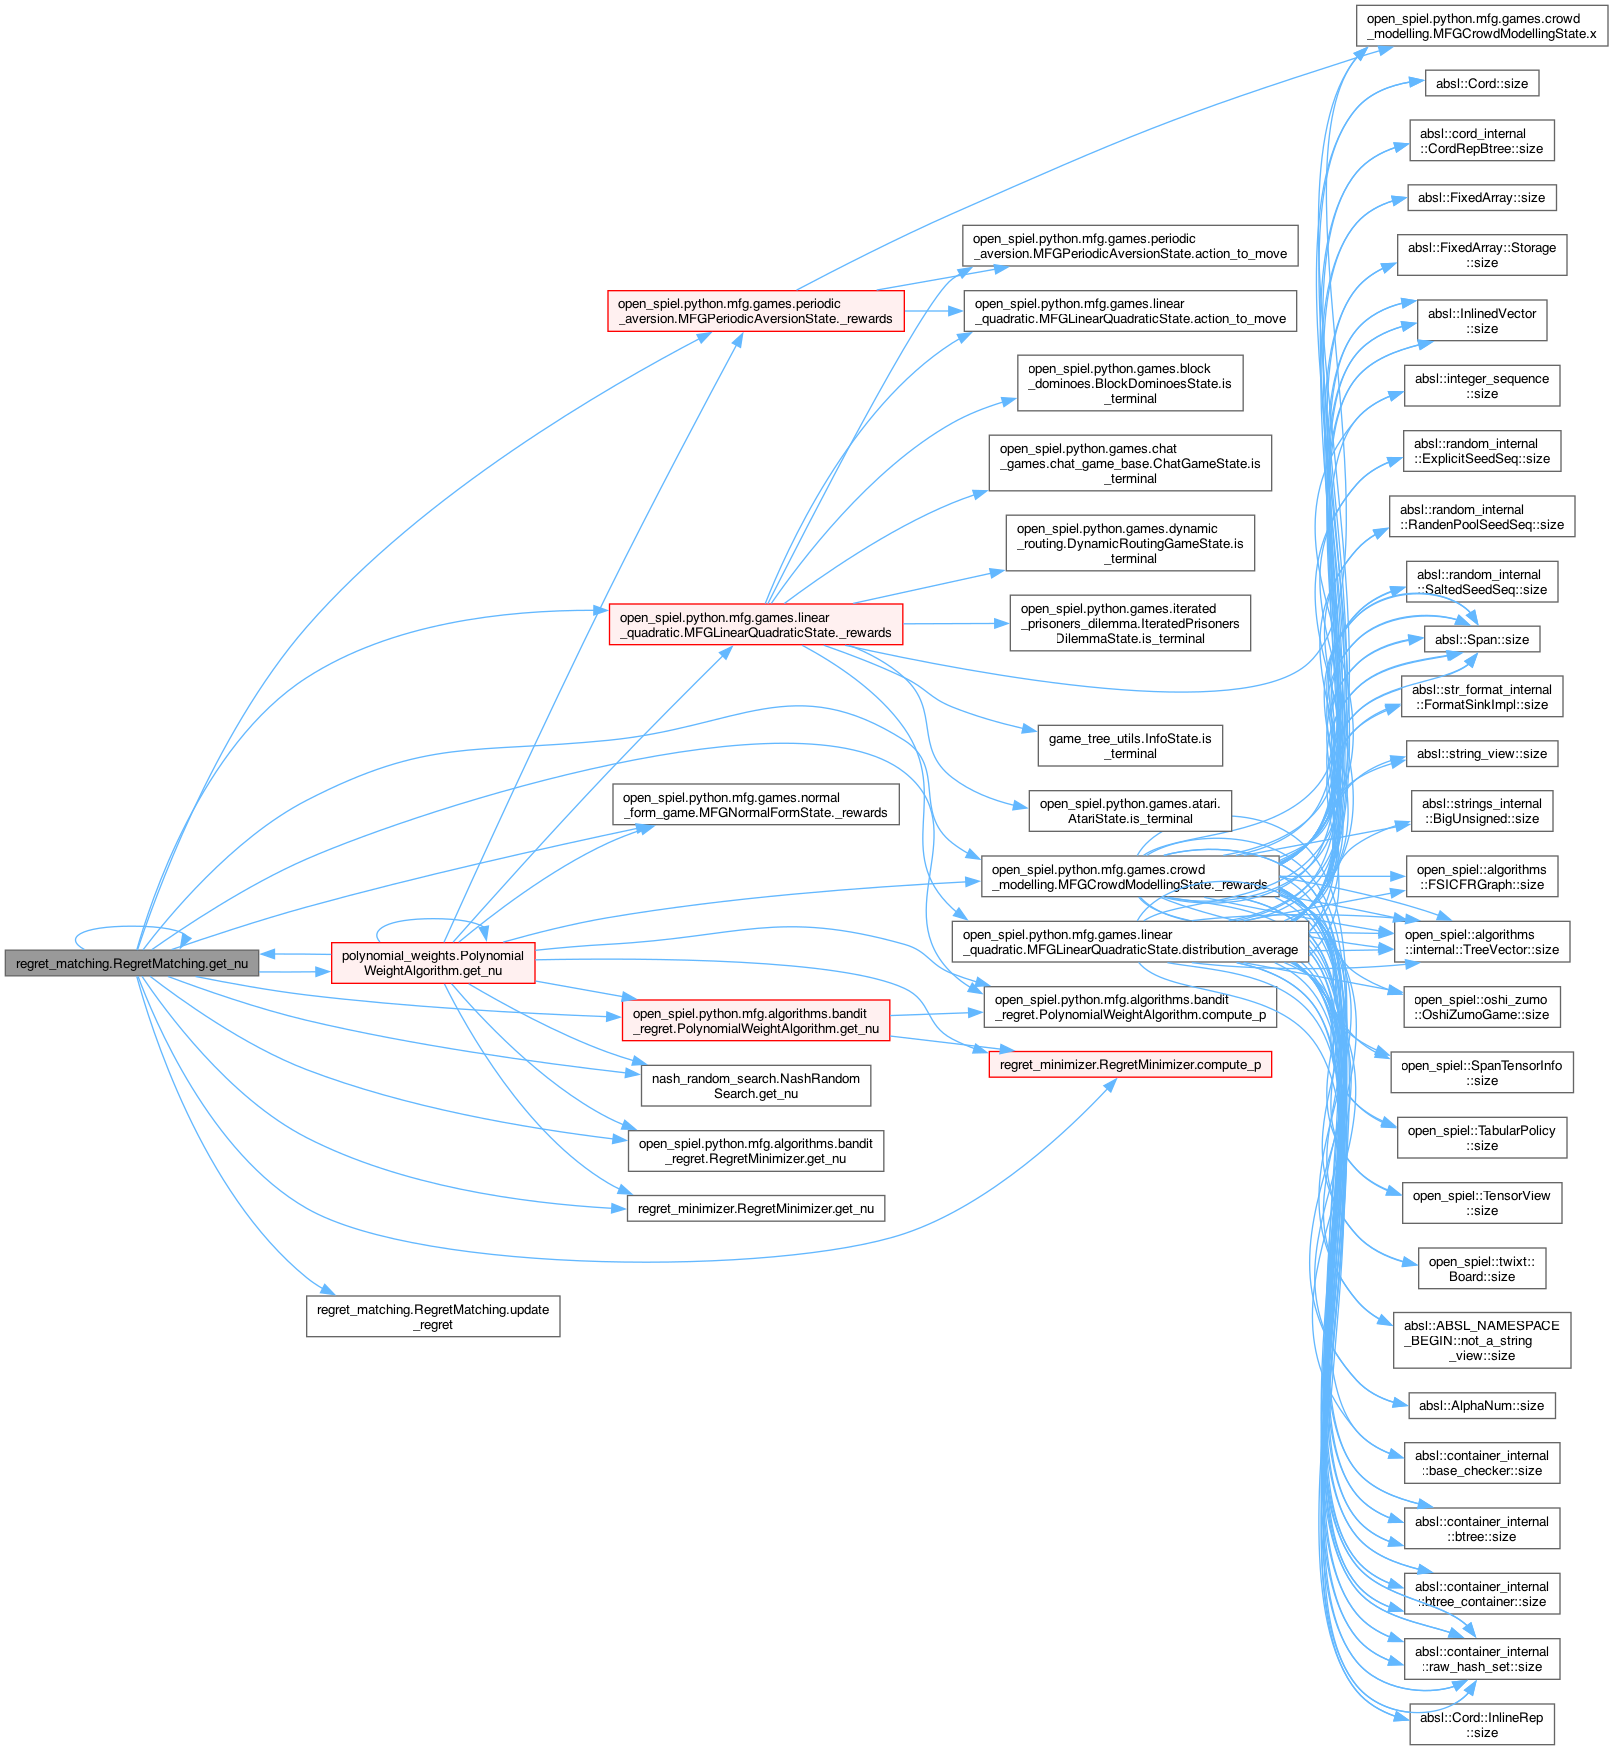 regret_matching.RegretMatching.get_nu
polynomial_weights.Polynomial
WeightAlgorithm.get_nu
regret_matching.RegretMatching.update
_regret
open_spiel.python.mfg.games.periodic
_aversion.MFGPeriodicAversionState._rewards
open_spiel.python.mfg.games.linear
_quadratic.MFGLinearQuadraticState._rewards
open_spiel.python.mfg.games.normal
_form_game.MFGNormalFormState._rewards
open_spiel.python.mfg.algorithms.bandit
_regret.PolynomialWeightAlgorithm.get_nu
nash_random_search.NashRandom
Search.get_nu
open_spiel.python.mfg.algorithms.bandit
_regret.RegretMinimizer.get_nu
regret_minimizer.RegretMinimizer.get_nu
open_spiel.python.mfg.games.periodic
_aversion.MFGPeriodicAversionState.action_to_move
open_spiel.python.mfg.games.linear
_quadratic.MFGLinearQuadraticState.action_to_move
open_spiel.python.games.block
_dominoes.BlockDominoesState.is
_terminal
open_spiel.python.games.chat
_games.chat_game_base.ChatGameState.is
_terminal
open_spiel.python.games.dynamic
_routing.DynamicRoutingGameState.is
_terminal
open_spiel.python.games.iterated
_prisoners_dilemma.IteratedPrisoners
DilemmaState.is_terminal
game_tree_utils.InfoState.is
_terminal
open_spiel.python.games.atari.
AtariState.is_terminal
open_spiel.python.mfg.games.crowd
_modelling.MFGCrowdModellingState._rewards
open_spiel.python.mfg.games.linear
_quadratic.MFGLinearQuadraticState.distribution_average
open_spiel.python.mfg.algorithms.bandit
_regret.PolynomialWeightAlgorithm.compute_p
regret_minimizer.RegretMinimizer.compute_p
open_spiel.python.mfg.games.crowd
_modelling.MFGCrowdModellingState.x
absl::Cord::size
absl::cord_internal
::CordRepBtree::size
absl::FixedArray::size
absl::FixedArray::Storage
::size
absl::InlinedVector
::size
absl::integer_sequence
::size
absl::random_internal
::ExplicitSeedSeq::size
absl::random_internal
::RandenPoolSeedSeq::size
absl::random_internal
::SaltedSeedSeq::size
absl::Span::size
absl::str_format_internal
::FormatSinkImpl::size
absl::string_view::size
absl::strings_internal
::BigUnsigned::size
open_spiel::algorithms
::FSICFRGraph::size
open_spiel::algorithms
::internal::TreeVector::size
open_spiel::oshi_zumo
::OshiZumoGame::size
open_spiel::SpanTensorInfo
::size
open_spiel::TabularPolicy
::size
open_spiel::TensorView
::size
open_spiel::twixt::
Board::size
absl::ABSL_NAMESPACE
_BEGIN::not_a_string
_view::size
absl::AlphaNum::size
absl::container_internal
::base_checker::size
absl::container_internal
::btree::size
absl::container_internal
::btree_container::size
absl::container_internal
::raw_hash_set::size
absl::Cord::InlineRep
::size